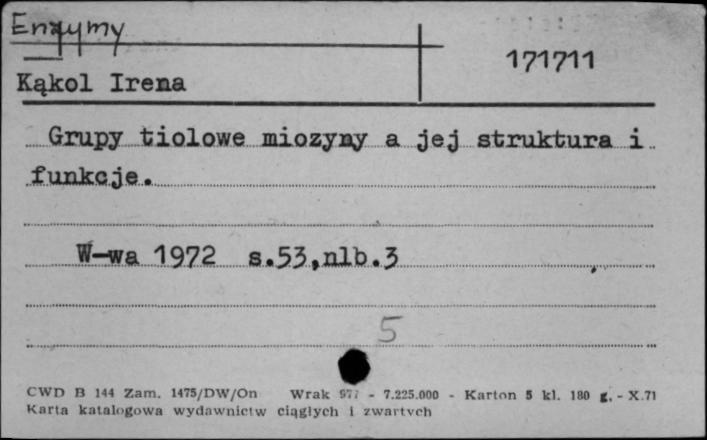 Enzymy
171711
Kąkol Irena
Grupy tiolowe miozyny a jej struktura i
funkcje.
W-wa 1972 s.53,nlb.3
5
CWD B 144 Zam. 1475/DW/On Wrak - 7.225.000 - Karton 5 kl. 180 g. - X.71
Karta katalogowa wydawnictw ciągłych i zwartych